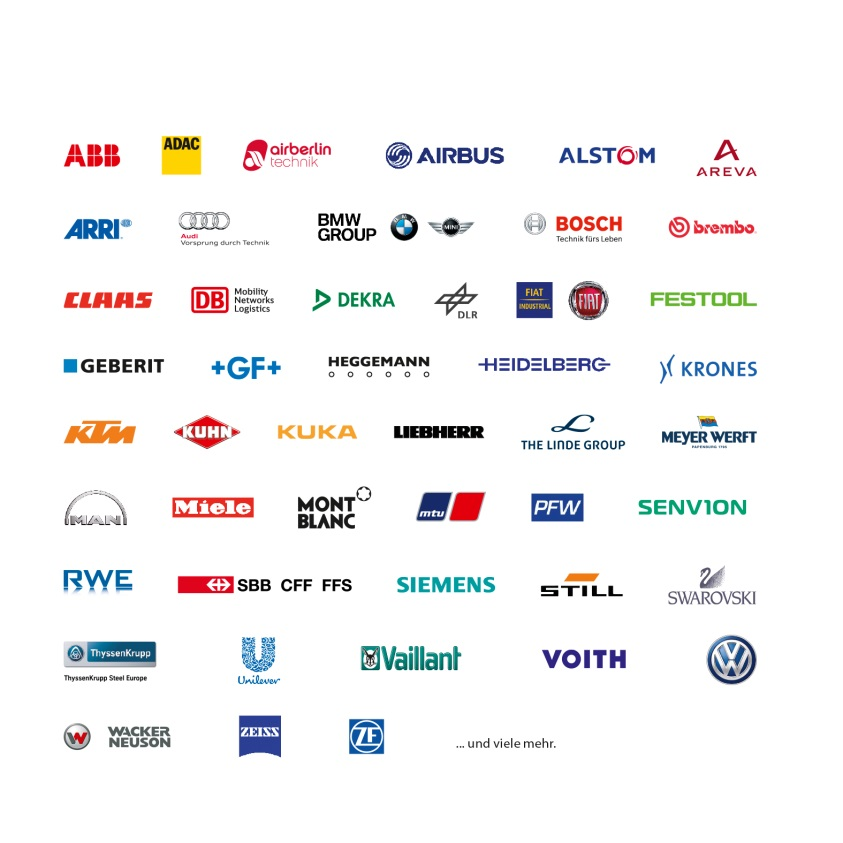 ABB
ADAC
airberlin
technik
AIRBUS
ALSTOM
AREVA
ARRI
Audi
Vorsprung durch Technik
BMW
GROUP
BMW
MINI
BOSCH
Technik fürs Leben
brembo
CLAAS
DB
Mobility
Networks
Logistics
DEKRA
DLR
FIAT
INDUSTRIAL
FIAT
FESTOOL
GEBERIT
+GF+
HEGGEMANN
HEIDELBERG
KRONES
KTM
KUHN
KUKA
LIEBHERR
THE LINDE GROUP
MEYER WERFT
PAPENBURG 1795
MAN
Miele
MONT
BLANC
mtu
PFW
SENVION
RWE
SBB CFF FFS
SIEMENS
STILL
SWAROVSKI
ThyssenKrupp
ThyssenKrupp Steel Europe
Unilever
Vaillant
VOITH
VW
W
WACKER
NEUSON
ZEISS
ZF
... und viele mehr.